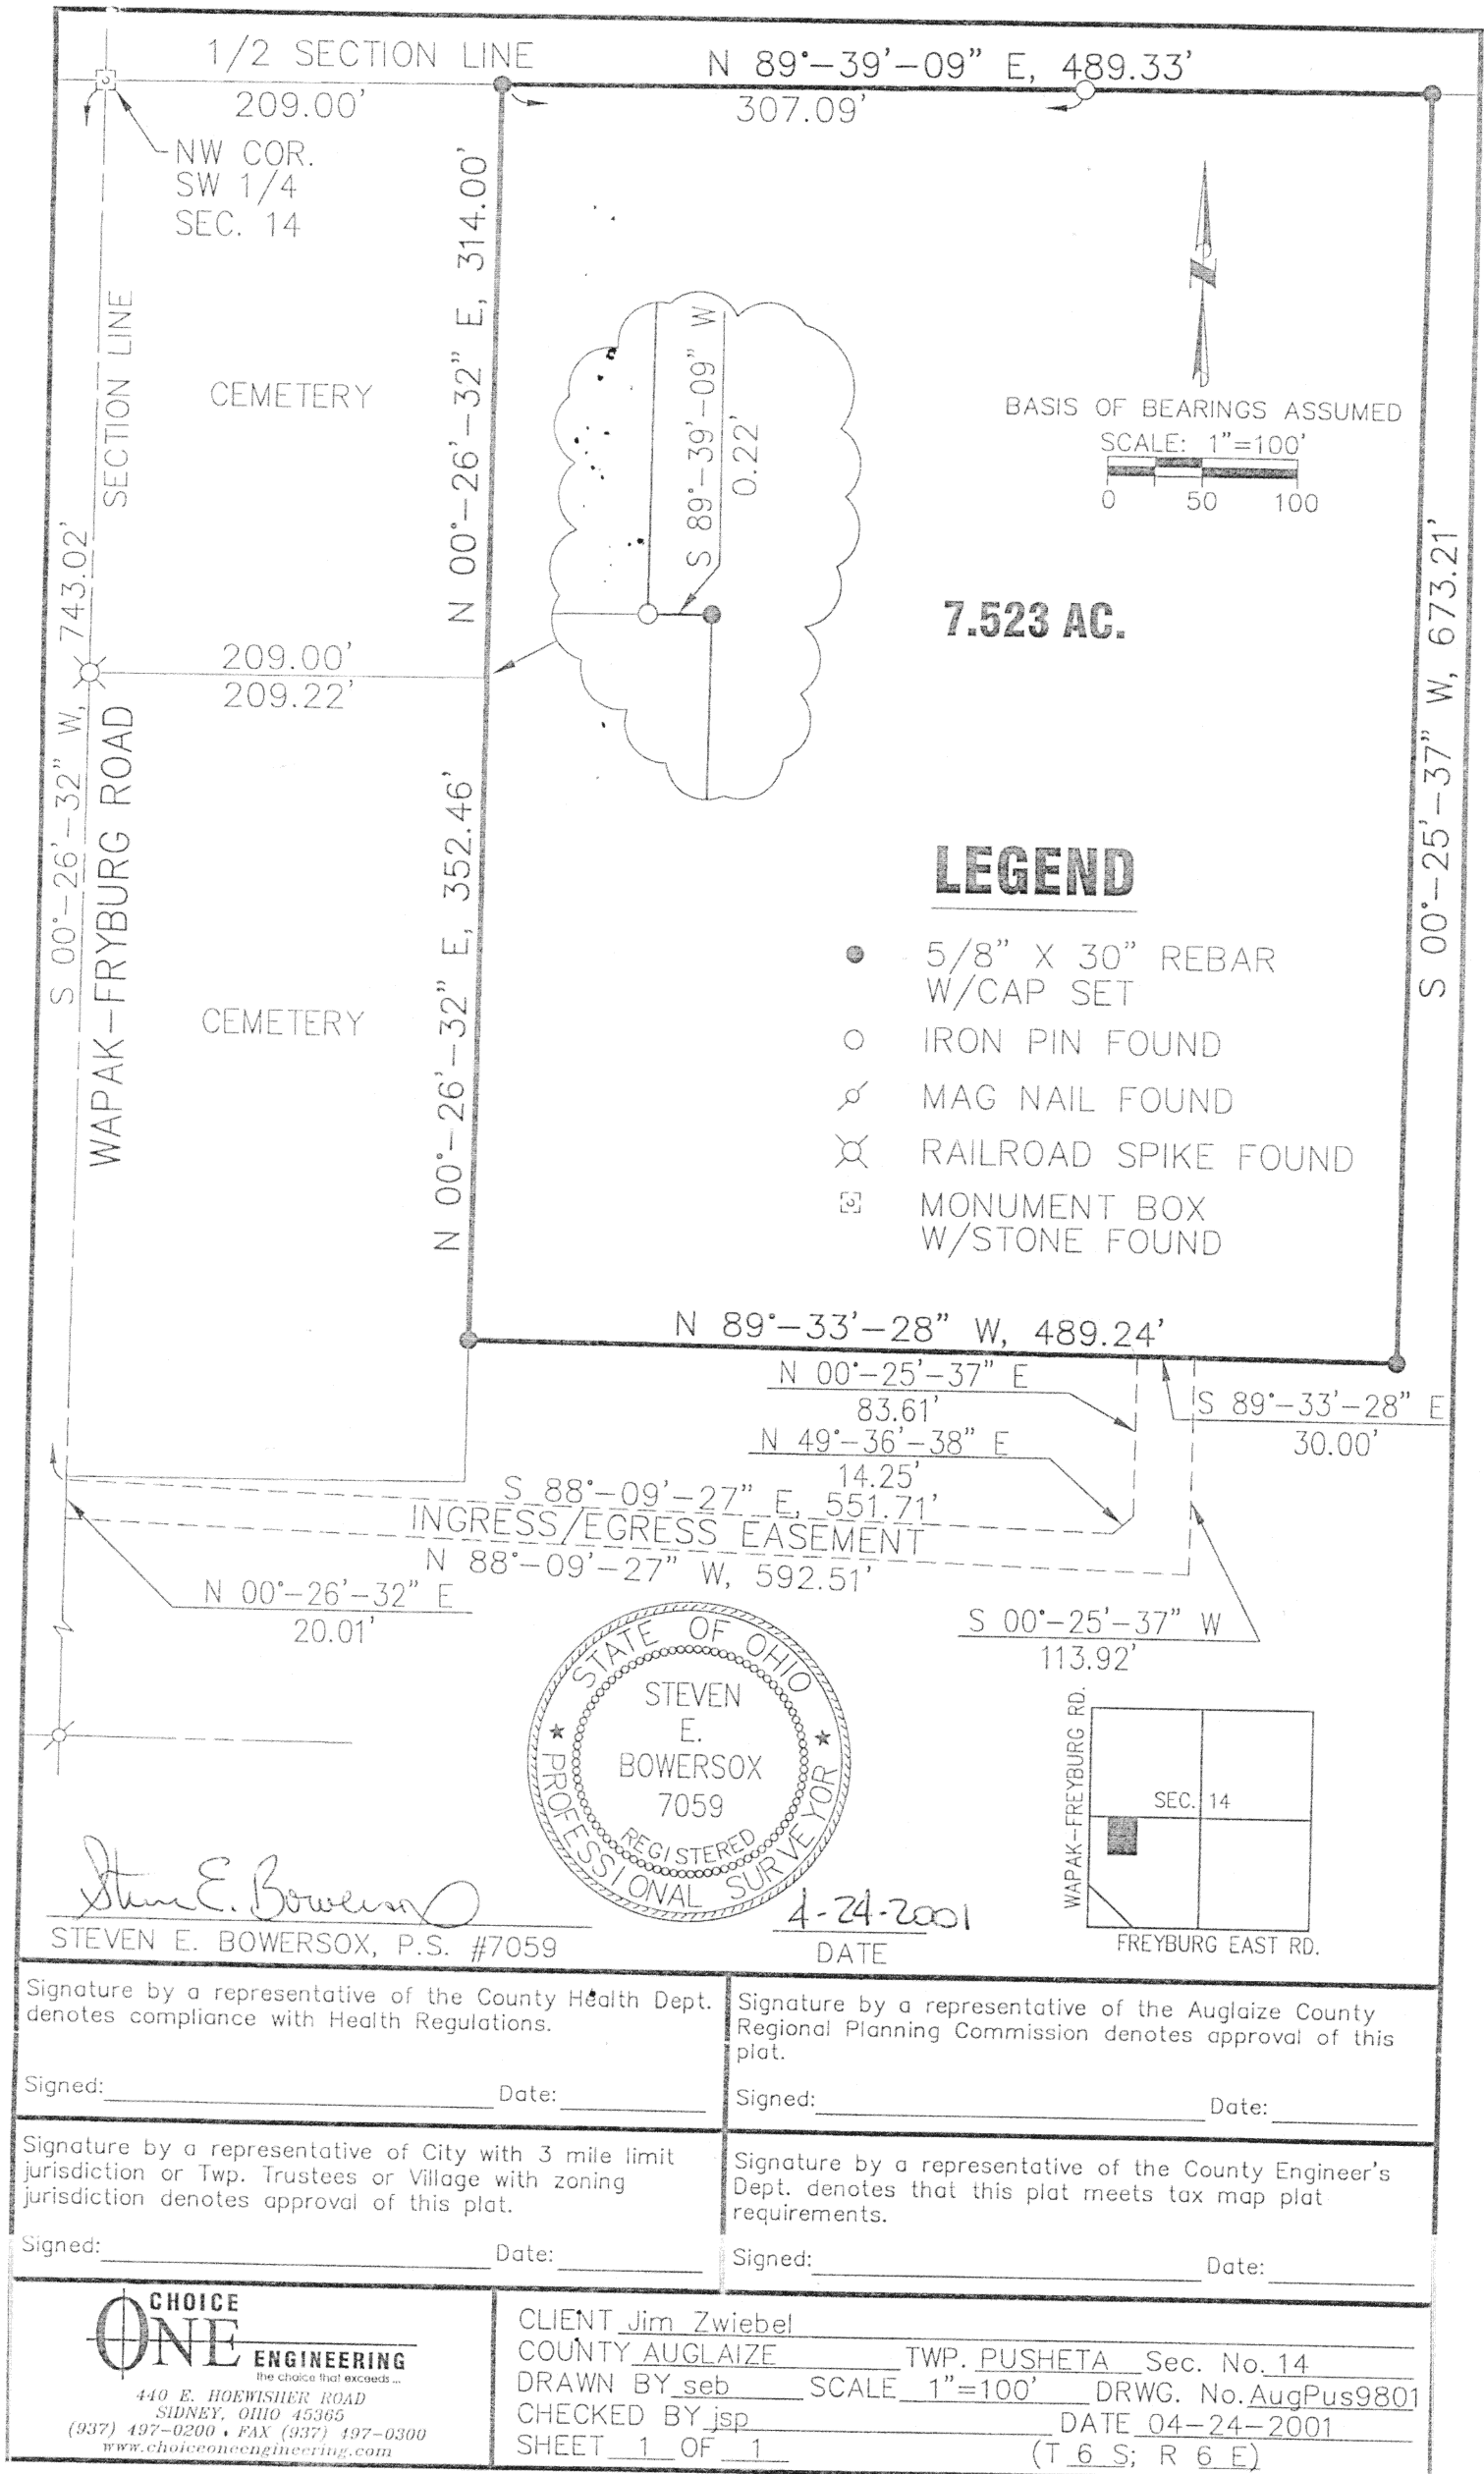 1/2 SECTION LINE
N 89°-39'-09" E, 489.33'
209.00'
307.09'
NW COR.
SW 1/4
SEC. 14
SECTION LINE
N 00°-26'-32" E, 314.00'
CEMETERY
S 89°-39'-09" W
0.22'
N
BASIS OF BEARINGS ASSUMED
SCALE: 1"=100'
0 50 100
S 00°-26'-32" W, 743.02'
7.523 AC.
S 00°-25'-37" W, 673.21'
209.00'
209.22'
WAPAK-FRYBURG ROAD
N 00°-26'-32" E, 352.46'
CEMETERY
LEGEND
5/8" X 30" REBAR
W/CAP SET
IRON PIN FOUND
MAG NAIL FOUND
RAILROAD SPIKE FOUND
MONUMENT BOX
W/STONE FOUND
N 89°-33'-28" W, 489.24'
N 00°-25'-37" E
83.61'
S 89°-33'-28" E
30.00'
N 49°-36'-38" E
14.25'
S 88°-09'-27" E, 551.71'
INGRESS/EGRESS EASEMENT
N 88°-09'-27" W, 592.51'
N 00°-26'-32" E
20.01'
S 00°-25'-37" W
113.92'
STATE OF OHIO
STEVEN
E.
BOWERSOX
7059
REGISTERED
PROFESSIONAL SURVEYOR
WAPAK-FREYBURG RD.
SEC. 14
FREYBURG EAST RD.
Steven E. Bowersox
STEVEN E. BOWERSOX, P.S. #7059
4-24-2001
DATE
Signature by a representative of the County Health Dept.
denotes compliance with Health Regulations.
Signed: Date:
Signature by a representative of the Auglaize County
Regional Planning Commission denotes approval of this
plat.
Signed: Date:
Signature by a representative of City with 3 mile limit
jurisdiction or Twp. Trustees or Village with zoning
jurisdiction denotes approval of this plat.
Signed: Date:
Signature by a representative of the County Engineer's
Dept. denotes that this plat meets tax map plat
requirements.
Signed: Date:
CHOICE
ONE
ENGINEERING
the choice that exceeds...
440 E. HOEWISHER ROAD
SIDNEY, OHIO 45365
(937) 497-0200 • FAX (937) 497-0300
www.choiceoneengineering.com
CLIENT Jim Zwiebel
COUNTY AUGLAIZE TWP. PUSHETA Sec. No. 14
DRAWN BY seb SCALE 1"=100' DRWG. No. AugPus9801
CHECKED BY jsp DATE 04-24-2001
SHEET 1 OF 1 (T 6 S; R 6 E)